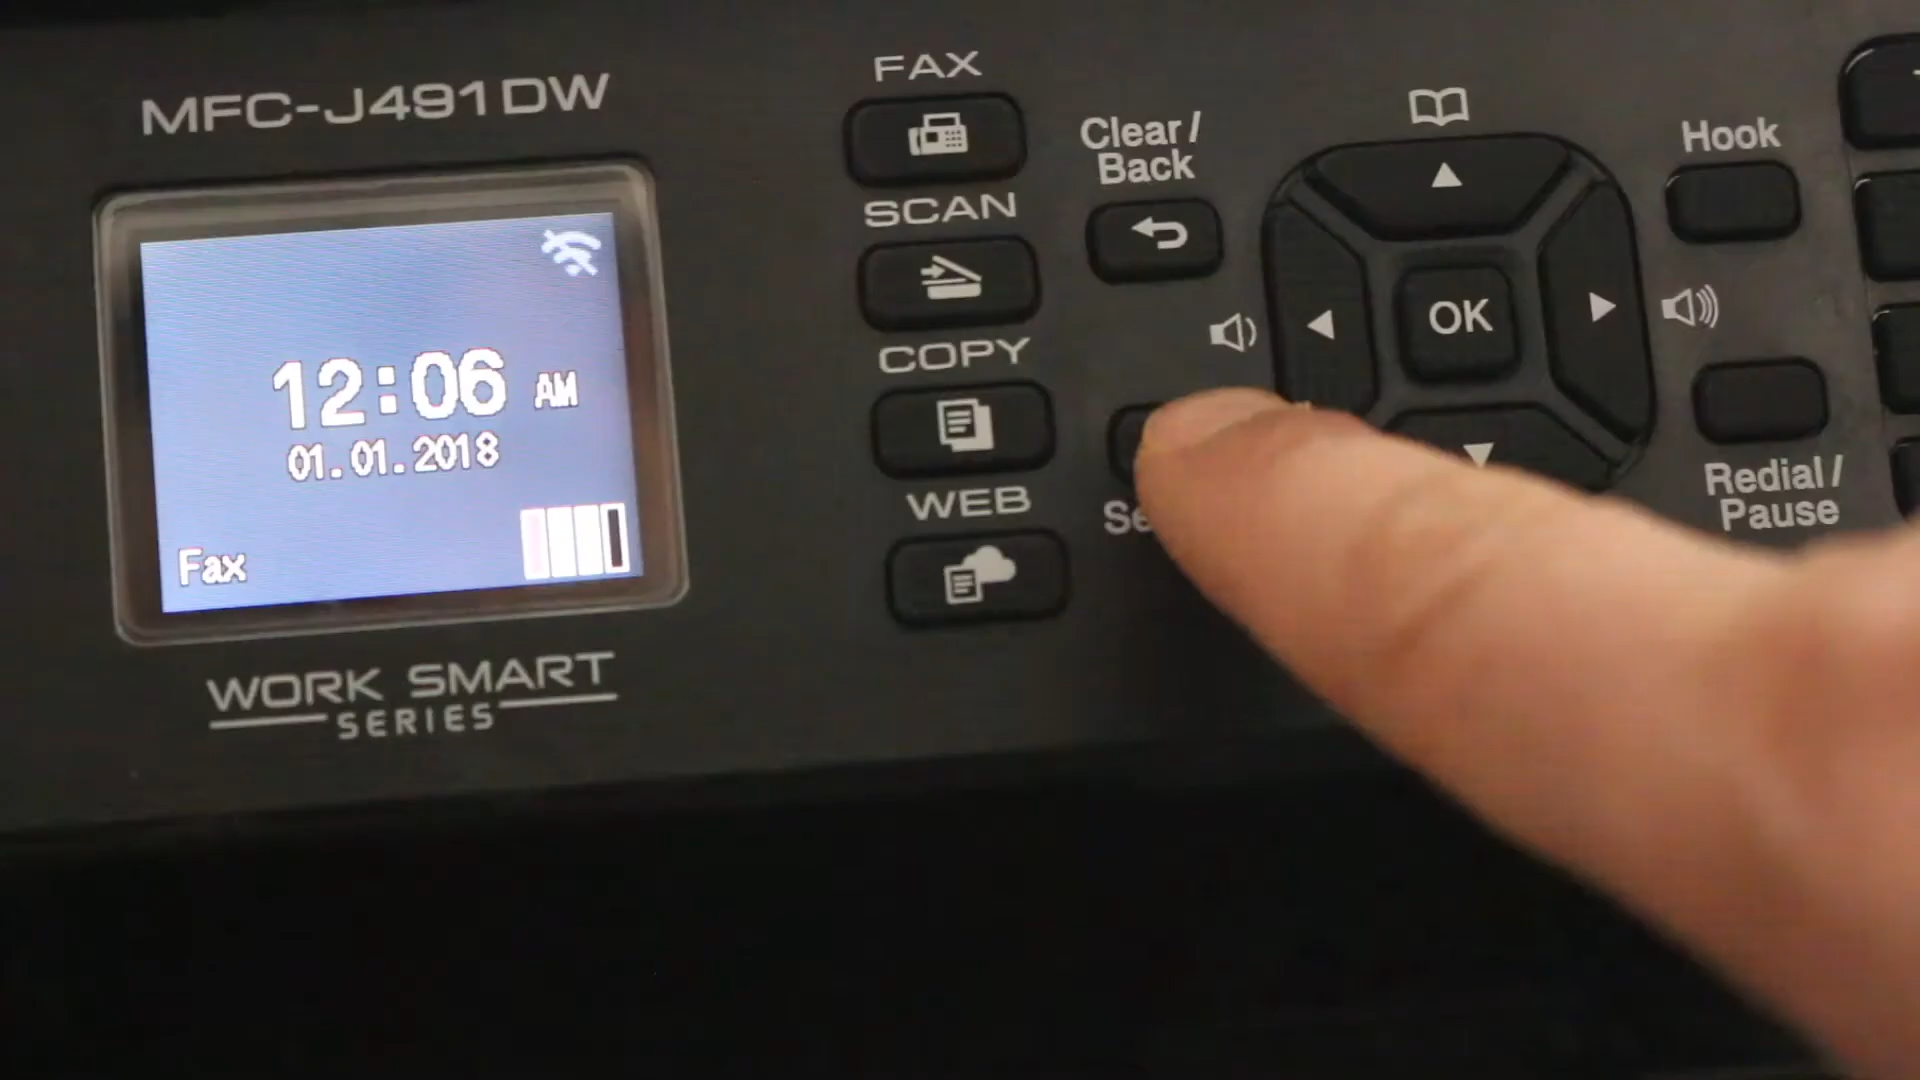 MFC-J491DW
12:06 AM
01.01.2018
Fax
WORK SMART
SERIES
FAX
SCAN
COPY
WEB
Clear/
Back
OK
Hook
Redial/
Pause